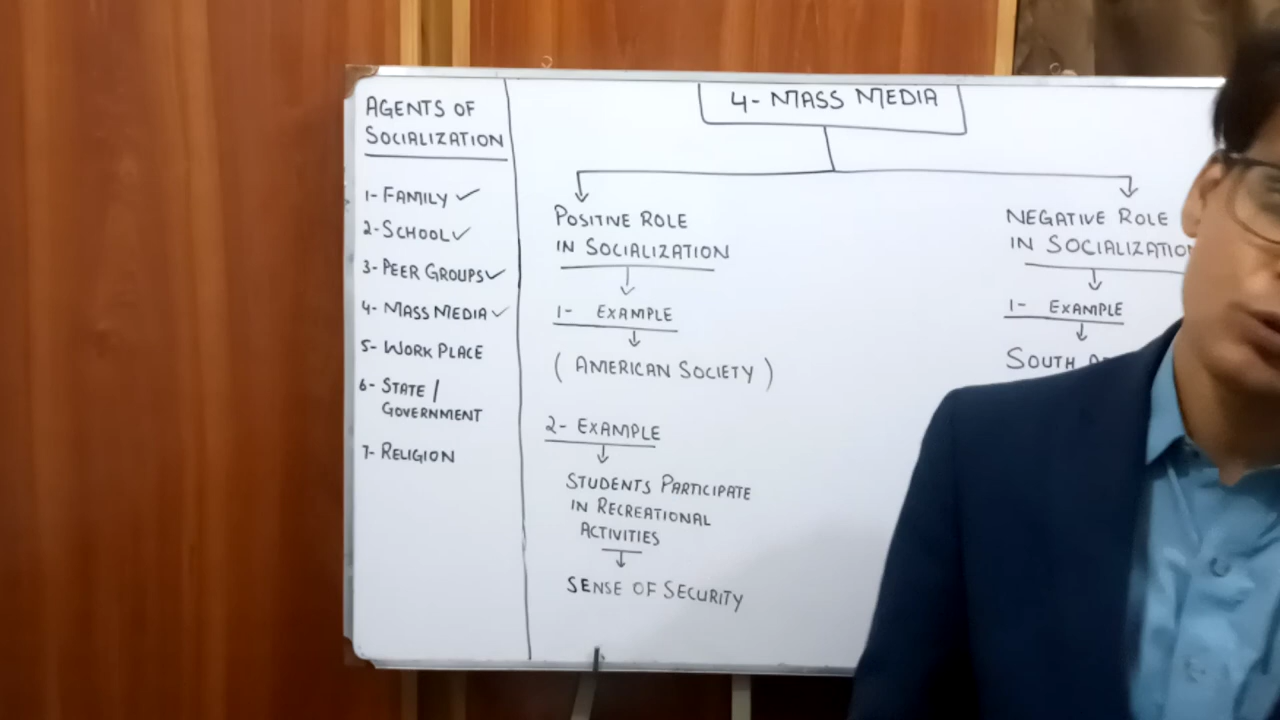 AGENTS OF
SOCIALIZATION
1- FAMILY ✓
2- SCHOOL ✓
3- PEER GROUPS ✓
4- MASS MEDIA ✓
5- WORK PLACE
6- STATE /
GOVERNMENT
7- RELIGION
4- MASS MEDIA
POSITIVE ROLE
IN SOCIALIZATION
1- EXAMPLE
( AMERICAN SOCIETY )
2- EXAMPLE
STUDENTS PARTICIPATE
IN RECREATIONAL
ACTIVITIES
SENSE OF SECURITY
NEGATIVE ROLE
IN SOCIALIZATION
1- EXAMPLE
SOUTH